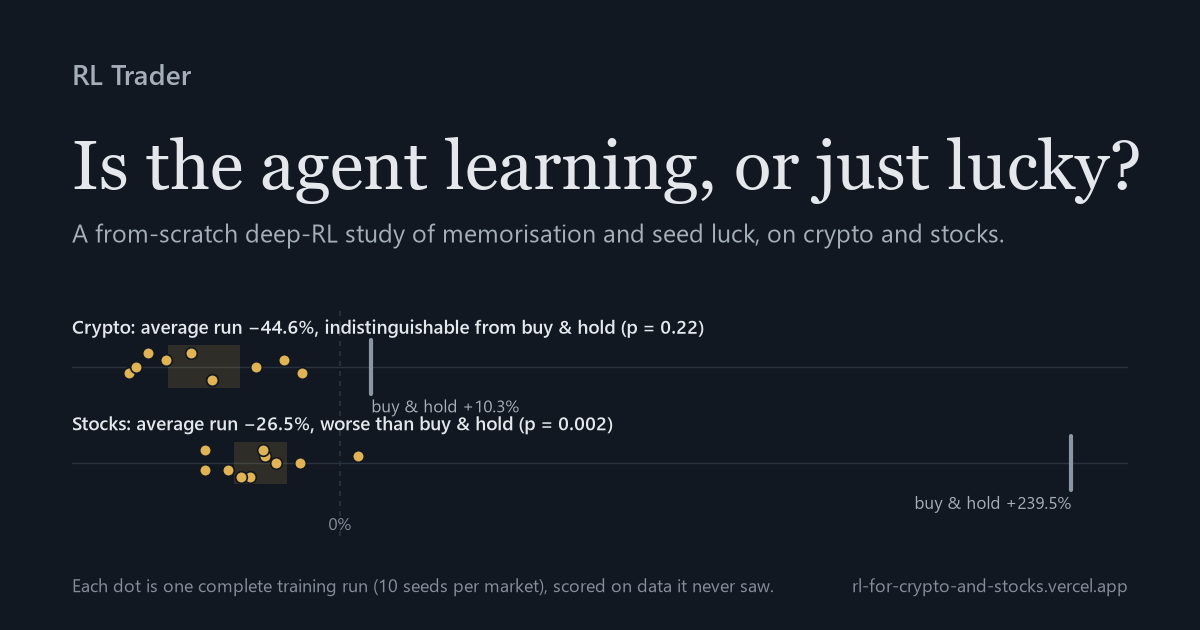 RL Trader
Is the agent learning, or just lucky?
A from-scratch deep-RL study of memorisation and seed luck, on crypto and stocks.
Crypto: average run −44.6%, indistinguishable from buy & hold (p = 0.22)
buy & hold +10.3%
Stocks: average run −26.5%, worse than buy & hold (p = 0.002)
buy & hold +239.5%
0%
Each dot is one complete training run (10 seeds per market), scored on data it never saw.
rl-for-crypto-and-stocks.vercel.app